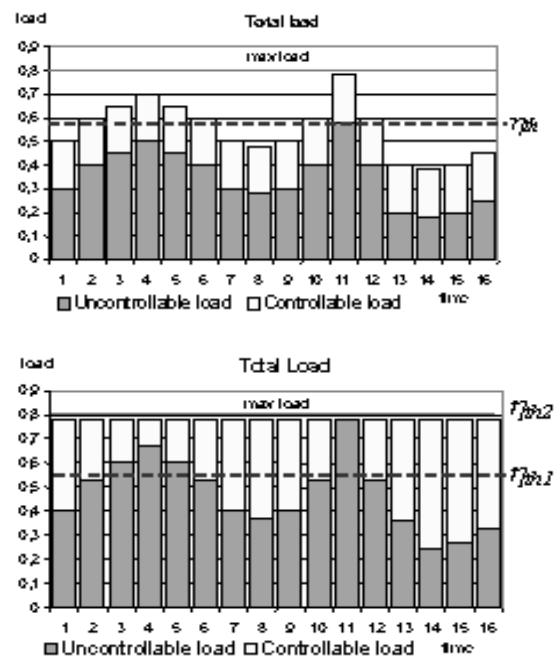 load
Total load
0,9
max load
0,8
0,7
0,6
η_th
0,5
0,4
0,3
0,2
0,1
0
1 2 3 4 5 6 7 8 9 10 11 12 13 14 15 16
Uncontrollable load Controllable load time
load
Total Load
0,9
max load
η_th2
0,8
0,7
0,6
η_th1
0,5
0,4
0,3
0,2
0,1
0
1 2 3 4 5 6 7 8 9 10 11 12 13 14 15 16
Uncontrollable load Controllable load time